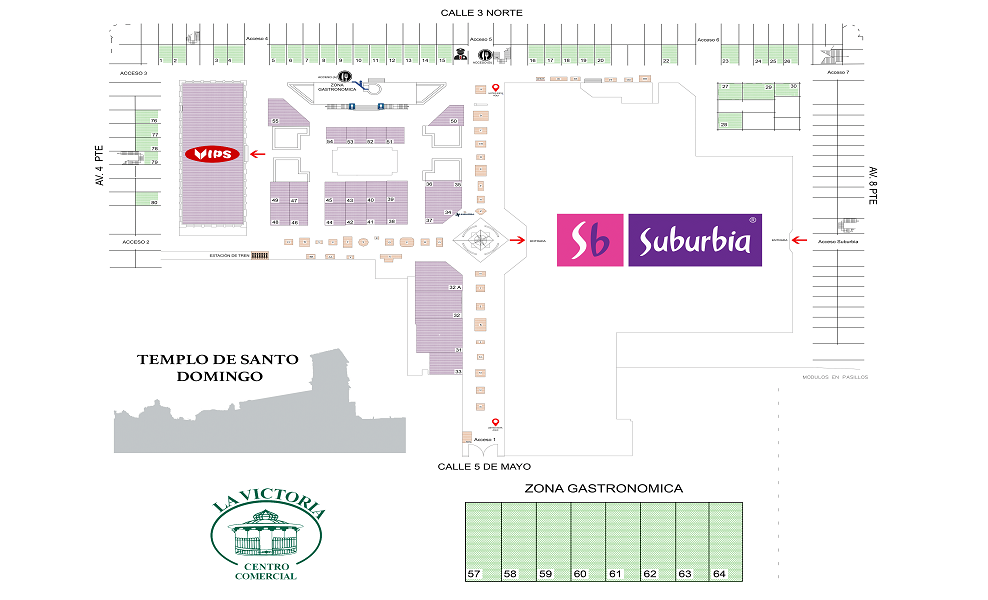 CALLE 3 NORTE
Acceso 4
Acceso 5
Acceso 6
1 2 3 4 5 6 7 8 9 10 11 12 13 14 15 16 17 18 19 20 22 23 24 25 26
ACCESO 3
Acceso 7
ZONA
GASTRONOMICA
27 29 30
28
55
50
76
77
78
79
80
54 53 52 51
AV. 4 PTE
VIPS
AV. 8 PTE
36 35
49 47 45 43 40 39
34
48 46 44 42 41 38 37
Sb
Suburbia®
ENTRADA
ENTRADA
ACCESO 2
Acceso Suburbia
ESTACIÓN DE TREN
32 A
32
31
33
TEMPLO DE SANTO
DOMINGO
MODULOS EN PASILLOS
Acceso 1
CALLE 5 DE MAYO
ZONA GASTRONOMICA
LA VICTORIA
CENTRO
COMERCIAL
57 58 59 60 61 62 63 64